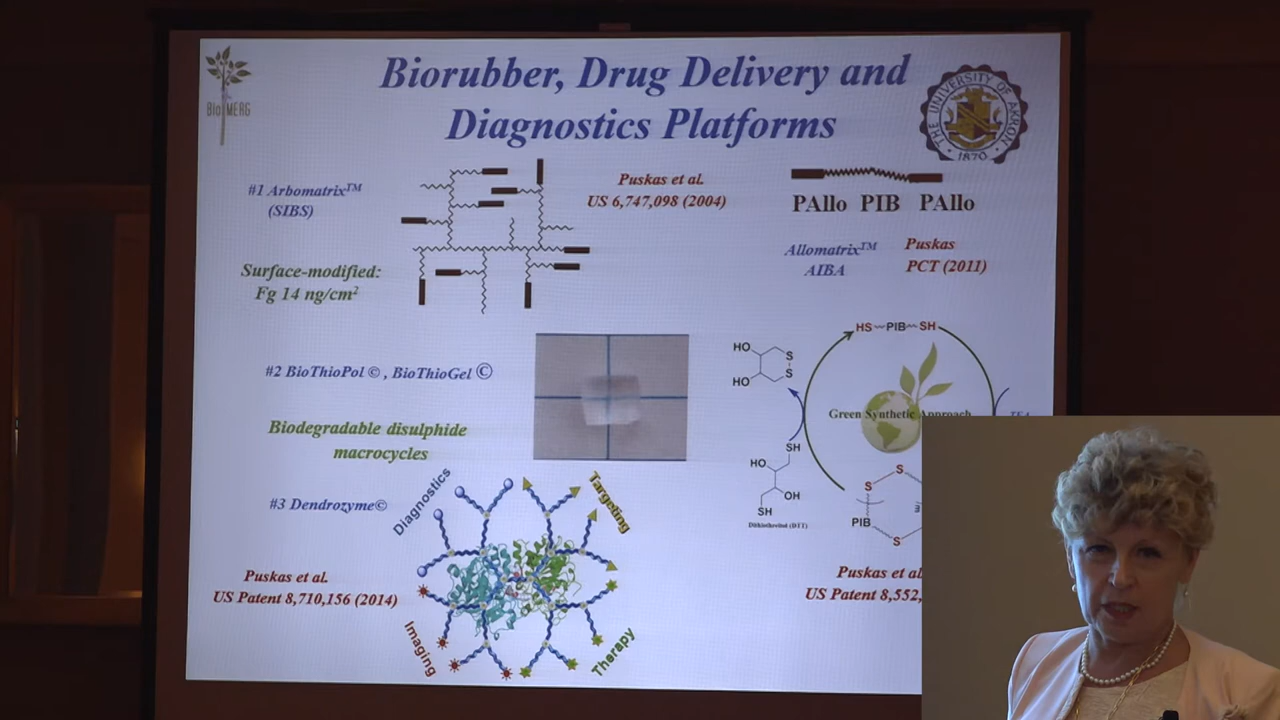 Biorubber, Drug Delivery and
Diagnostics Platforms
BioMERG
THE UNIVERSITY OF AKRON
1870
#1 Arbomatrix™
(SIBS)
Puskas et al.
US 6,747,098 (2004)
PAllo PIB PAllo
Allomatrix™
AIBA
Puskas
PCT (2011)
Surface-modified:
Fg 14 ng/cm²
#2 BioThioPol © , BioThioGel ©
Biodegradable disulphide
macrocycles
HS PIB SH
HO
S
S
HO
Green Synthetic Approach
TEA
SH
HO
OH
SH
Dithiothreitol (DTT)
S
S
m
PIB
S
#3 Dendrozyme©
Diagnostics
Targeting
Imaging
Therapy
Puskas et al.
US Patent 8,710,156 (2014)
Puskas et al
US Patent 8,552,